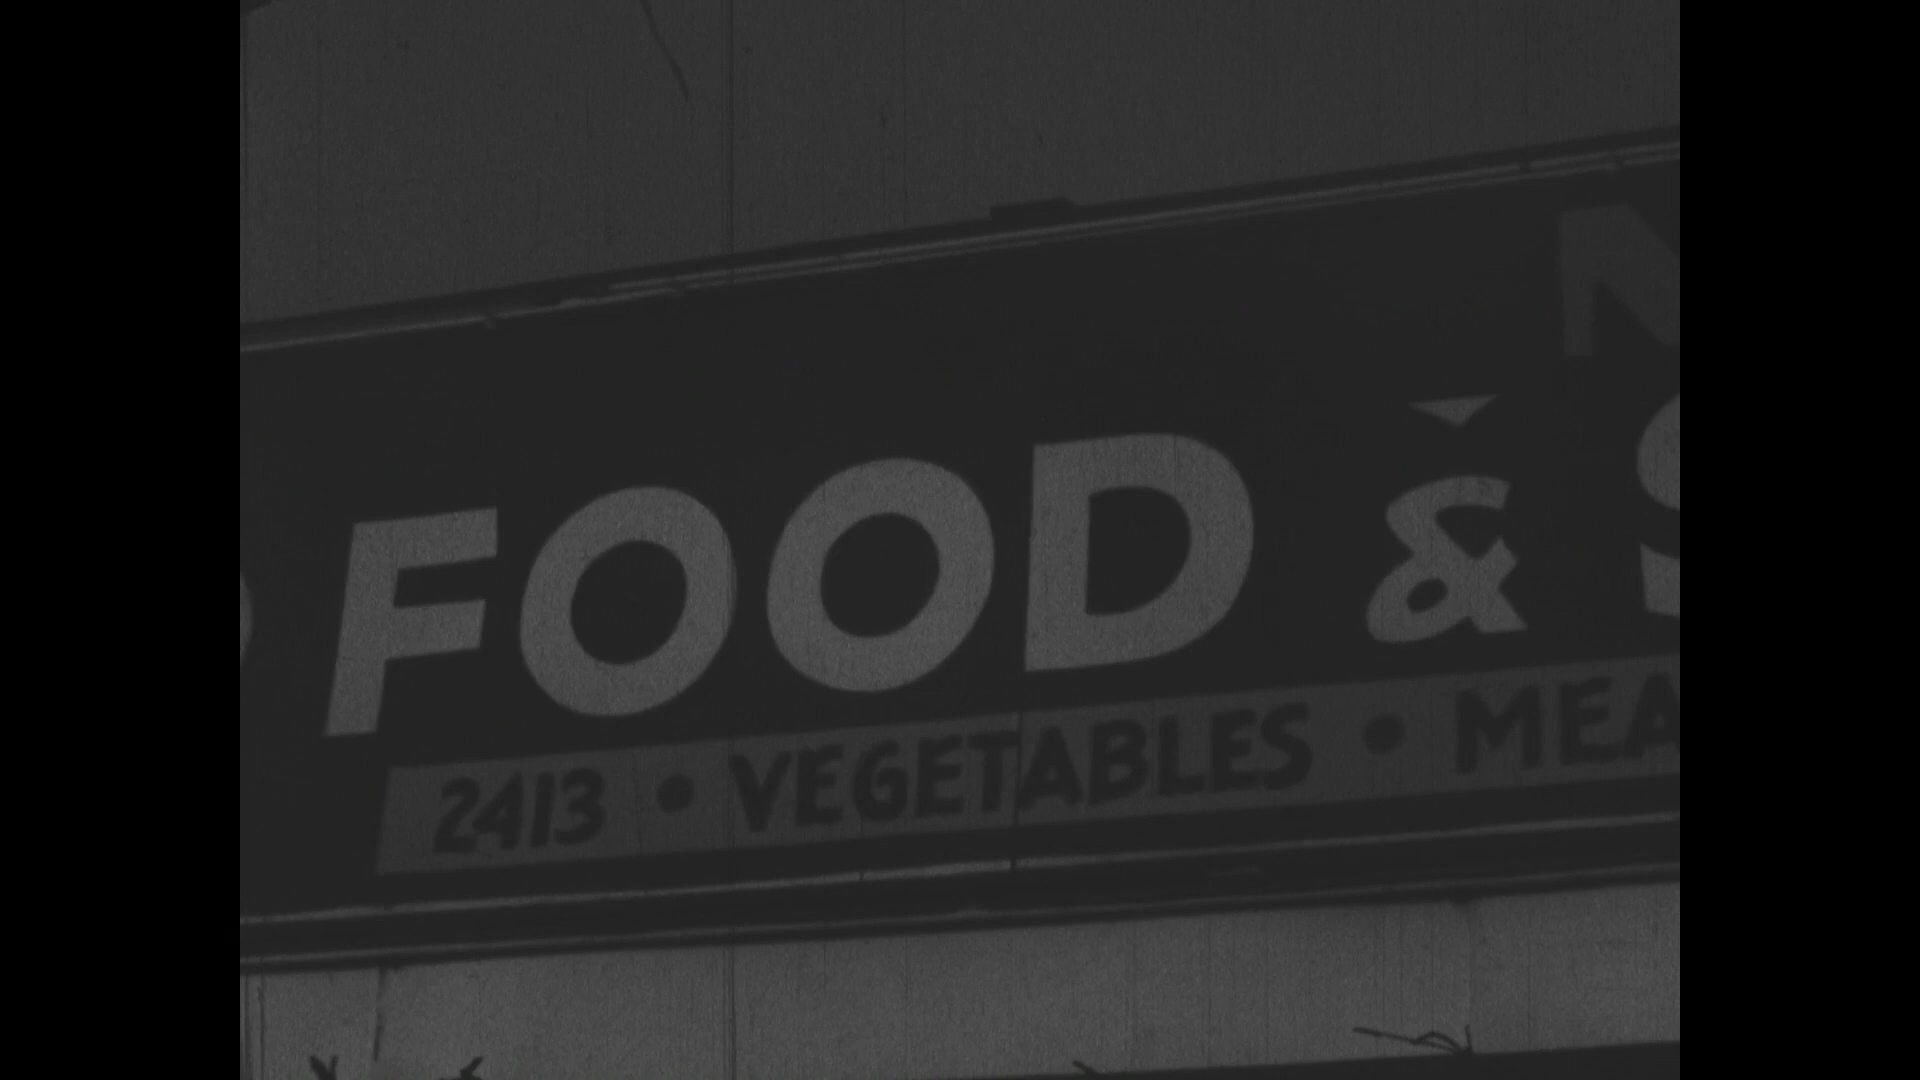 FOOD &
2413 • VEGETABLES •